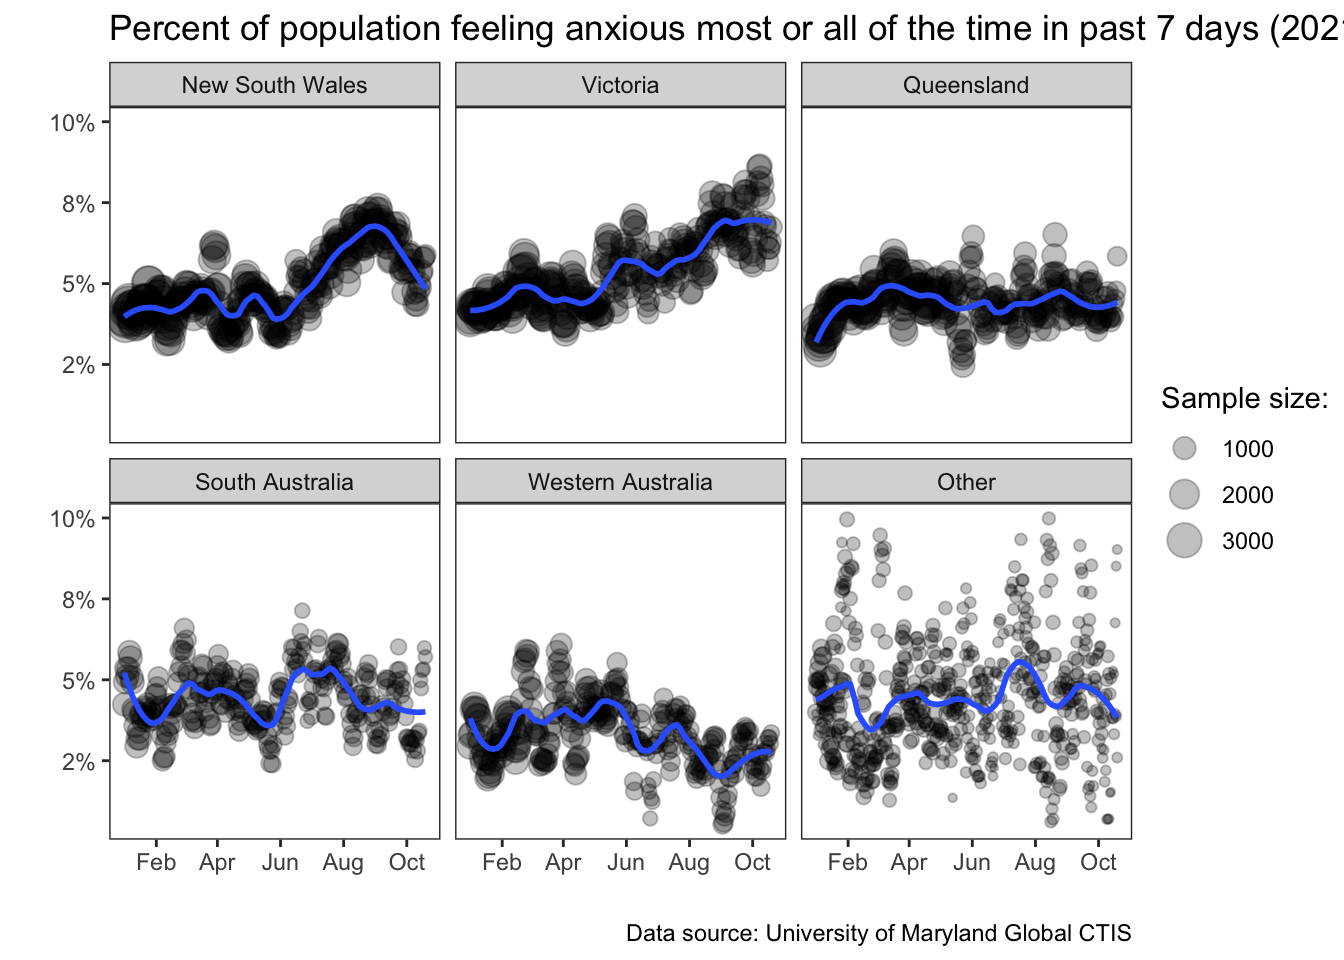 Percent of population feeling anxious most or all of the time in past 7 days (202
New South Wales
Victoria
Queensland
10%
8%
5%
2%
South Australia
Western Australia
Other
10%
8%
5%
2%
Feb Apr Jun Aug Oct
Feb Apr Jun Aug Oct
Feb Apr Jun Aug Oct
Sample size:
1000
2000
3000
Data source: University of Maryland Global CTIS